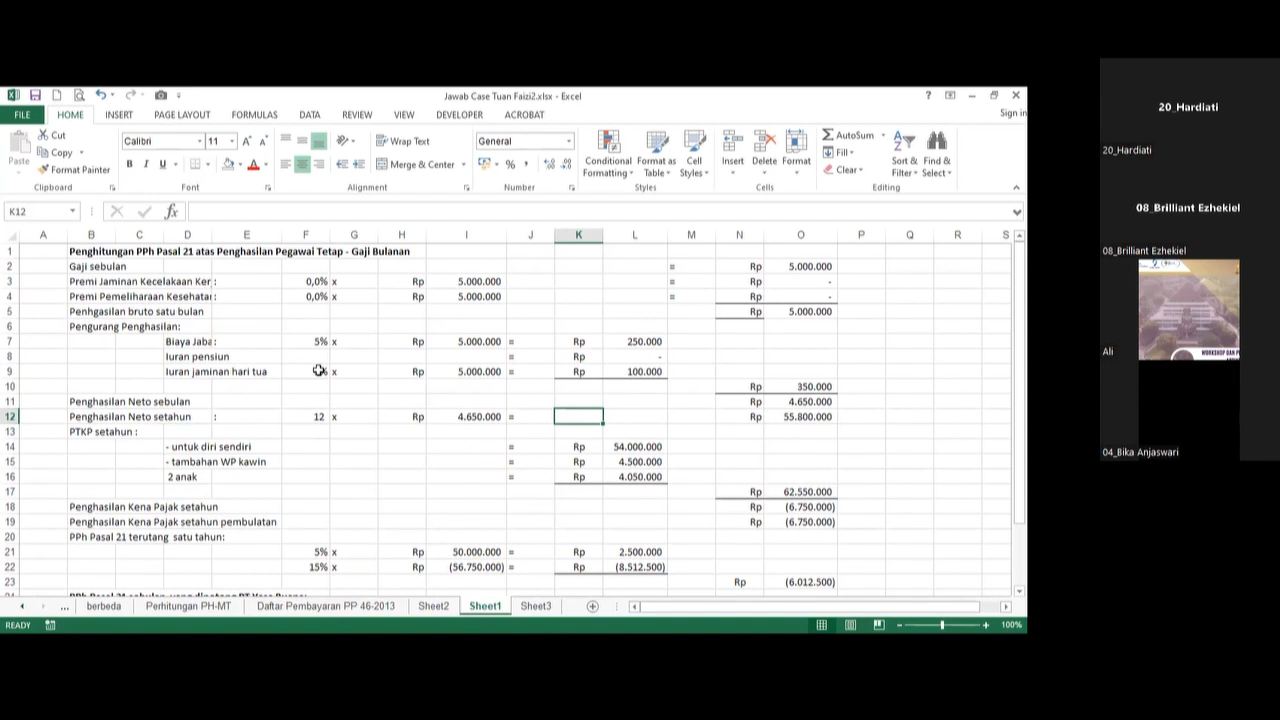 Jawab Case Tuan Faizi2.xlsx - Excel
FILE HOME INSERT PAGE LAYOUT FORMULAS DATA REVIEW VIEW DEVELOPER ACROBAT Sign in
Paste Cut Copy Format Painter Clipboard
Calibri 11 B I U Font
Wrap Text Merge & Center Alignment
General % Number
Conditional Formatting Format as Table Cell Styles Styles
Insert Delete Format Cells
AutoSum Fill Clear Sort & Filter Find & Select Editing
K12 fx
A B C D E F G H I J K L M N O P Q R S
1 Penghitungan PPh Pasal 21 atas Penghasilan Pegawai Tetap - Gaji Bulanan
2 Gaji sebulan = Rp 5.000.000
3 Premi Jaminan Kecelakaan Ker : 0,0% x Rp 5.000.000 = Rp -
4 Premi Pemeliharaan Kesehata : 0,0% x Rp 5.000.000 = Rp -
5 Penhgasilan bruto satu bulan Rp 5.000.000
6 Pengurang Penghasilan:
7 Biaya Jaba : 5% x Rp 5.000.000 = Rp 250.000
8 Iuran pensiun = Rp -
9 Iuran jaminan hari tua % x Rp 5.000.000 = Rp 100.000
10 Rp 350.000
11 Penghasilan Neto sebulan Rp 4.650.000
12 Penghasilan Neto setahun : 12 x Rp 4.650.000 = Rp 55.800.000
13 PTKP setahun :
14 - untuk diri sendiri = Rp 54.000.000
15 - tambahan WP kawin = Rp 4.500.000
16 2 anak = Rp 4.050.000
17 Rp 62.550.000
18 Penghasilan Kena Pajak setahun Rp (6.750.000)
19 Penghasilan Kena Pajak setahun pembulatan Rp (6.750.000)
20 PPh Pasal 21 terutang satu tahun:
21 5% x Rp 50.000.000 = Rp 2.500.000
22 15% x Rp (56.750.000) = Rp (8.512.500)
23 Rp (6.012.500)
... berbeda Perhitungan PH-MT Daftar Pembayaran PP 46-2013 Sheet2 Sheet1 Sheet3
READY 100%
20_Hardiati
20_Hardiati
08_Brilliant Ezhekiel
08_Brilliant Ezhekiel
Ali
04_Bika Anjaswari